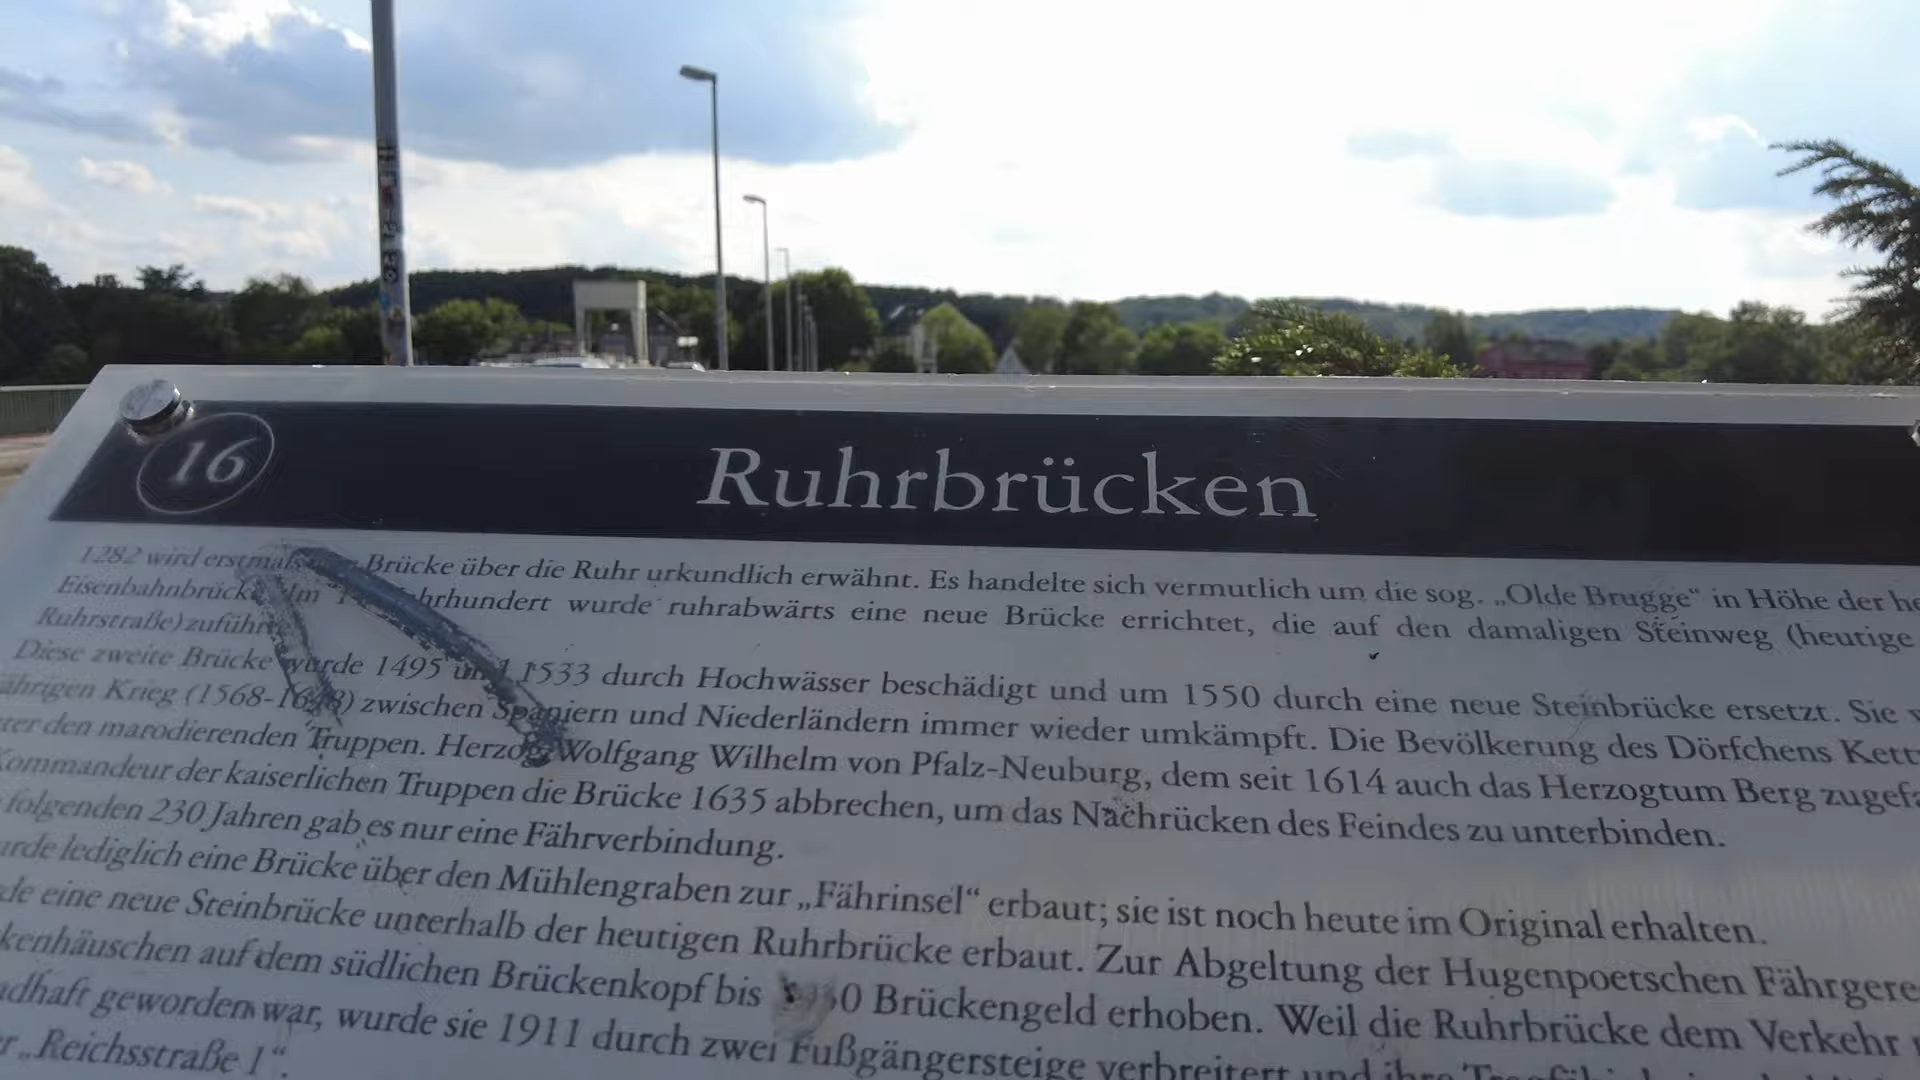 16
Ruhrbrücken
1282 wird erstmals Brücke über die Ruhr urkundlich erwähnt. Es handelte sich vermutlich um die sog. „Olde Brugge“ in Höhe der
Im wurde ruhrabwärts eine neue Brücke errichtet, die auf den damaligen Steinweg (heutige
Ruhrstraße)
Diese zweite Brücke wurde 1495 1533 durch Hochwässer beschädigt und um 1550 durch eine neue Steinbrücke ersetzt. Sie
Krieg (1568-1648) zwischen Spaniern und Niederländern immer wieder umkämpft. Die Bevölkerung des Dörfchens
den marodierenden Truppen. Herzog Wolfgang Wilhelm von Pfalz-Neuburg, dem seit 1614 auch das Herzogtum Berg
der kaiserlichen Truppen die Brücke 1635 abbrechen, um das Nachrücken des Feindes zu unterbinden.
folgenden 230 Jahren gab es nur eine Fährverbindung.
lediglich eine Brücke über den Mühlengraben zur „Fährinsel“ erbaut; sie ist noch heute im Original erhalten.
eine neue Steinbrücke unterhalb der heutigen Ruhrbrücke erbaut. Zur Abgeltung der Hugenpoetschen
auf dem südlichen Brückenkopf bis Brückengeld erhoben. Weil die Ruhrbrücke dem Verkehr
geworden war, wurde sie 1911 durch zwei Fußgängersteige verbreitert und ihre
„Reichsstraße 1“.